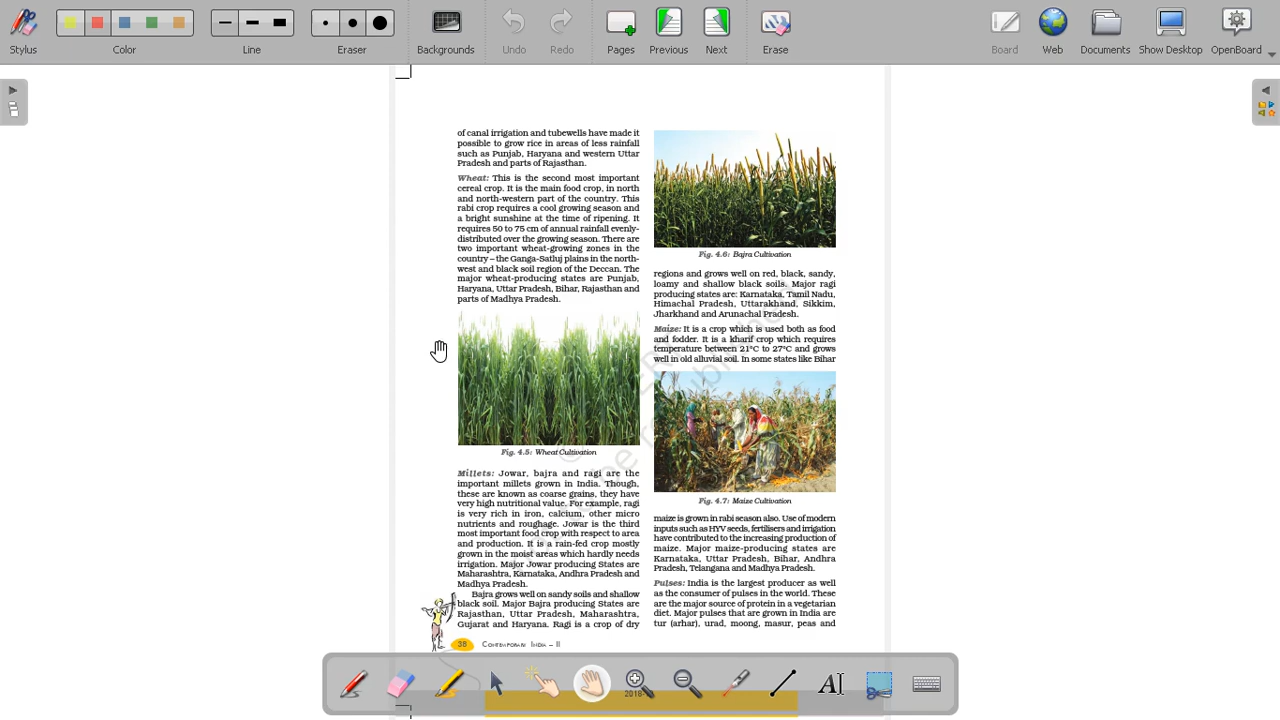 Stylus
Color
Line
Eraser
Backgrounds
Undo
Redo
Pages
Previous
Next
Erase
Board
Web
Documents
Show Desktop
OpenBoard
of canal irrigation and tubewells have made it
possible to grow rice in areas of less rainfall
such as Punjab, Haryana and western Uttar
Pradesh and parts of Rajasthan.
Wheat: This is the second most important
cereal crop. It is the main food crop, in north
and north-western part of the country. This
rabi crop requires a cool growing season and
a bright sunshine at the time of ripening. It
requires 50 to 75 cm of annual rainfall evenly-
distributed over the growing season. There are
two important wheat-growing zones in the
country – the Ganga-Satluj plains in the north-
west and black soil region of the Deccan. The
major wheat-producing states are Punjab,
Haryana, Uttar Pradesh, Bihar, Rajasthan and
parts of Madhya Pradesh.
Fig. 4.5: Wheat Cultivation
Millets: Jowar, bajra and ragi are the
important millets grown in India. Though,
these are known as coarse grains, they have
very high nutritional value. For example, ragi
is very rich in iron, calcium, other micro
nutrients and roughage. Jowar is the third
most important food crop with respect to area
and production. It is a rain-fed crop mostly
grown in the moist areas which hardly needs
irrigation. Major Jowar producing States are
Maharashtra, Karnataka, Andhra Pradesh and
Madhya Pradesh.
Bajra grows well on sandy soils and shallow
black soil. Major Bajra producing States are
Rajasthan, Uttar Pradesh, Maharashtra,
Gujarat and Haryana. Ragi is a crop of dry
Fig. 4.6: Bajra Cultivation
regions and grows well on red, black, sandy,
loamy and shallow black soils. Major ragi
producing states are: Karnataka, Tamil Nadu,
Himachal Pradesh, Uttarakhand, Sikkim,
Jharkhand and Arunachal Pradesh.
Maize: It is a crop which is used both as food
and fodder. It is a kharif crop which requires
temperature between 21°C to 27°C and grows
well in old alluvial soil. In some states like Bihar
Fig. 4.7: Maize Cultivation
maize is grown in rabi season also. Use of modern
inputs such as HYV seeds, fertilisers and irrigation
have contributed to the increasing production of
maize. Major maize-producing states are
Karnataka, Uttar Pradesh, Bihar, Andhra
Pradesh, Telangana and Madhya Pradesh.
Pulses: India is the largest producer as well
as the consumer of pulses in the world. These
are the major source of protein in a vegetarian
diet. Major pulses that are grown in India are
tur (arhar), urad, moong, masur, peas and
38 Contemporary India – II